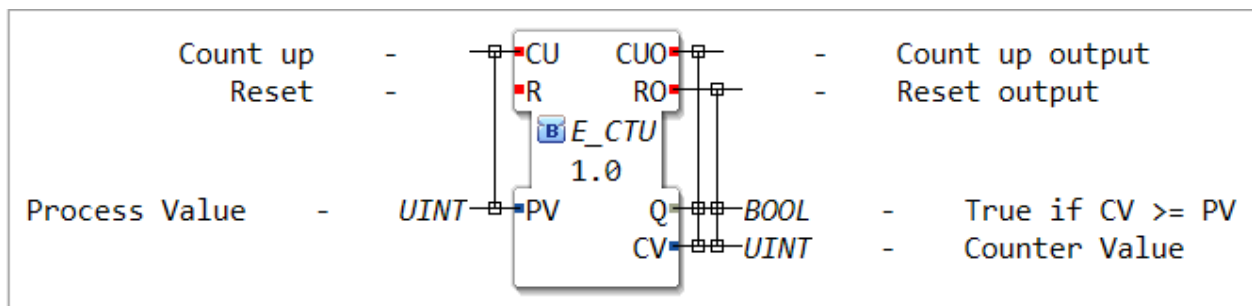 Count up - CU CUO - Count up output
Reset - R RO - Reset output
B E_CTU
1.0
Process Value - UINT PV Q BOOL - True if CV >= PV
CV UINT - Counter Value